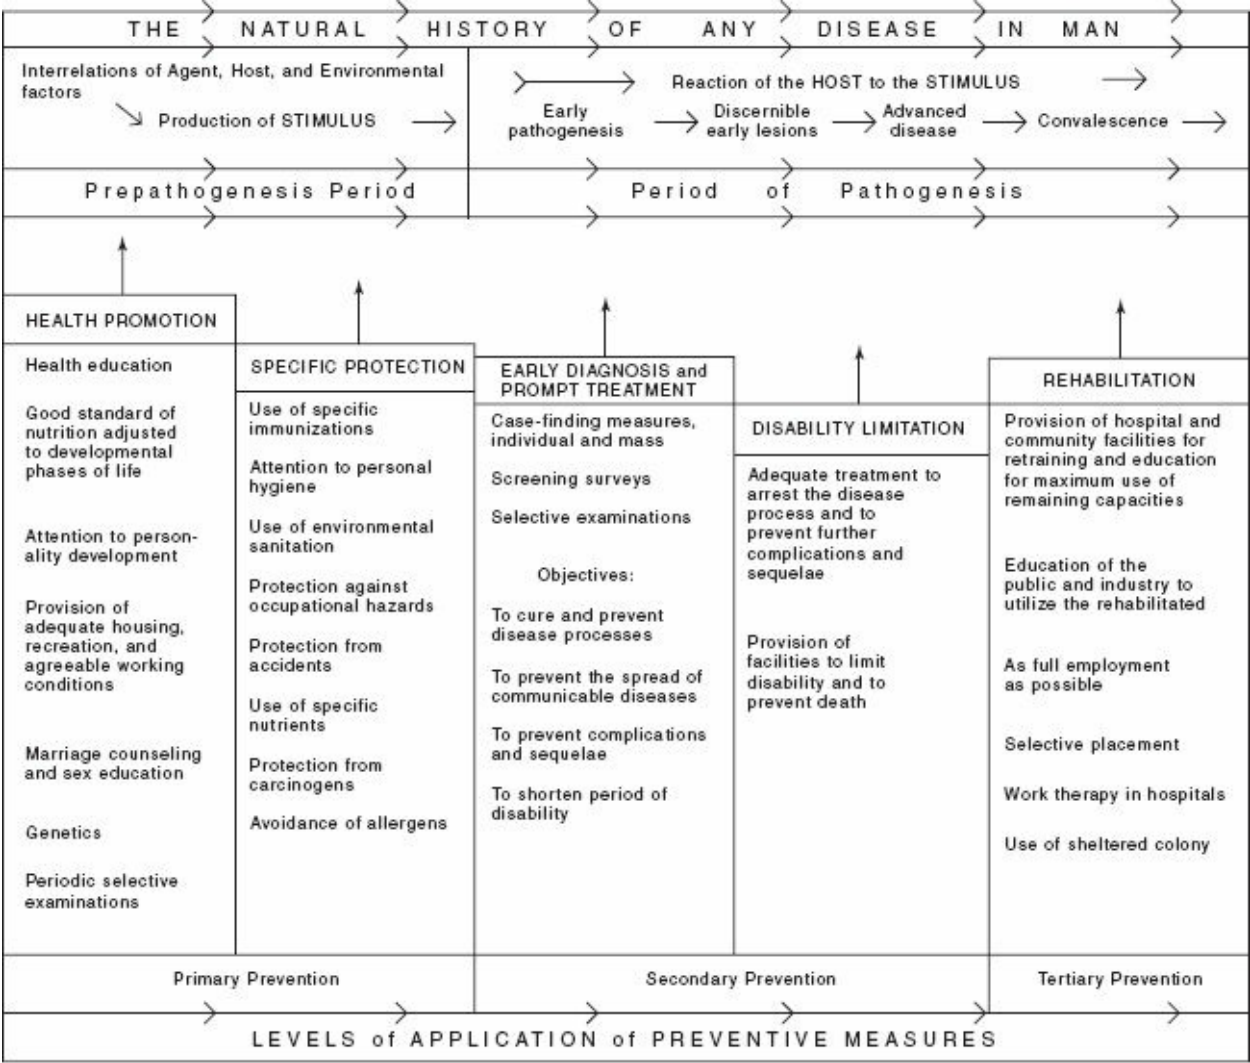 THE NATURAL HISTORY OF ANY DISEASE IN MAN
Interrelations of Agent, Host, and Environmental
factors
Production of STIMULUS
Reaction of the HOST to the STIMULUS
Early
pathogenesis
Discernible
early lesions
Advanced
disease
Convalescence
Prepathogenesis Period
Period of Pathogenesis
HEALTH PROMOTION
Health education
Good standard of
nutrition adjusted
to developmental
phases of life
Attention to person-
ality development
Provision of
adequate housing,
recreation, and
agreeable working
conditions
Marriage counseling
and sex education
Genetics
Periodic selective
examinations
SPECIFIC PROTECTION
Use of specific
immunizations
Attention to personal
hygiene
Use of environmental
sanitation
Protection against
occupational hazards
Protection from
accidents
Use of specific
nutrients
Protection from
carcinogens
Avoidance of allergens
EARLY DIAGNOSIS and
PROMPT TREATMENT
Case-finding measures,
individual and mass
Screening surveys
Selective examinations
Objectives:
To cure and prevent
disease processes
To prevent the spread of
communicable diseases
To prevent complications
and sequelae
To shorten period of
disability
DISABILITY LIMITATION
Adequate treatment to
arrest the disease
process and to
prevent further
complications and
sequelae
Provision of
facilities to limit
disability and to
prevent death
REHABILITATION
Provision of hospital and
community facilities for
retraining and education
for maximum use of
remaining capacities
Education of the
public and industry to
utilize the rehabilitated
As full employment
as possible
Selective placement
Work therapy in hospitals
Use of sheltered colony
Primary Prevention
Secondary Prevention
Tertiary Prevention
LEVELS of APPLICATION of PREVENTIVE MEASURES